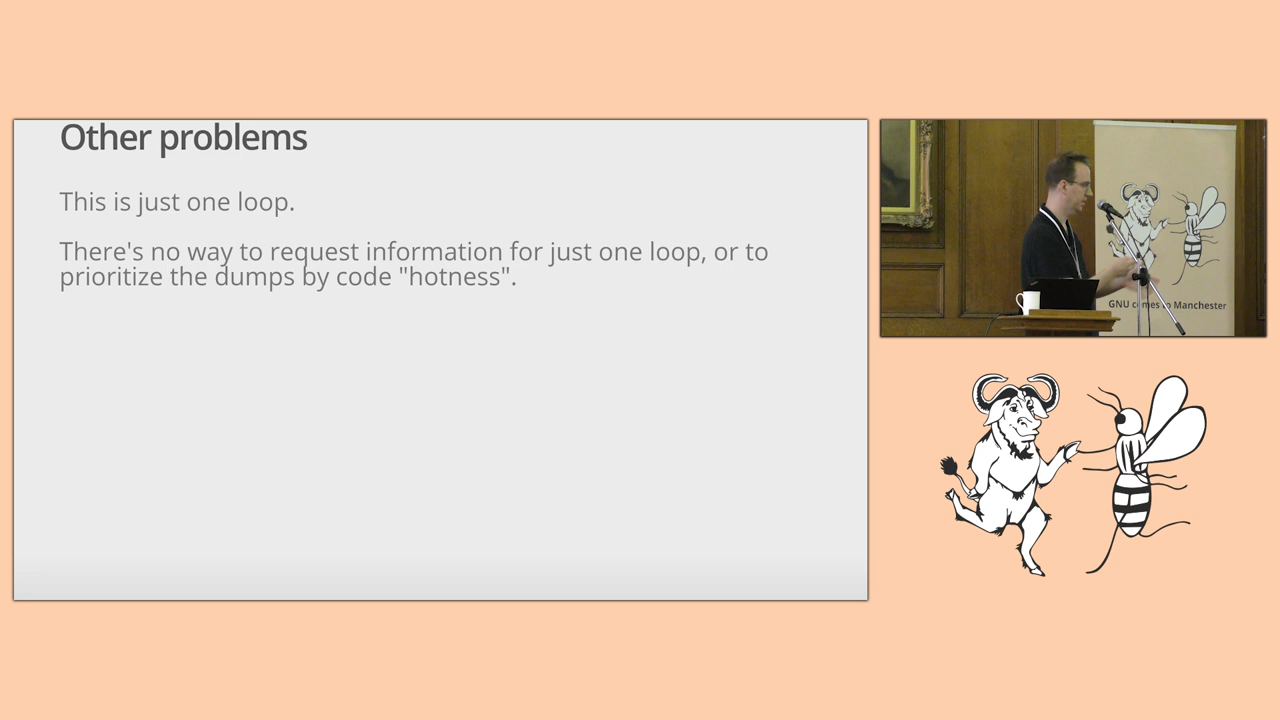 Other problems
This is just one loop.
There's no way to request information for just one loop, or to
prioritize the dumps by code "hotness".
GNU comes to Manchester